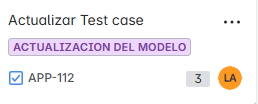 Actualizar Test case
ACTUALIZACION DEL MODELO
APP-112
3
LA